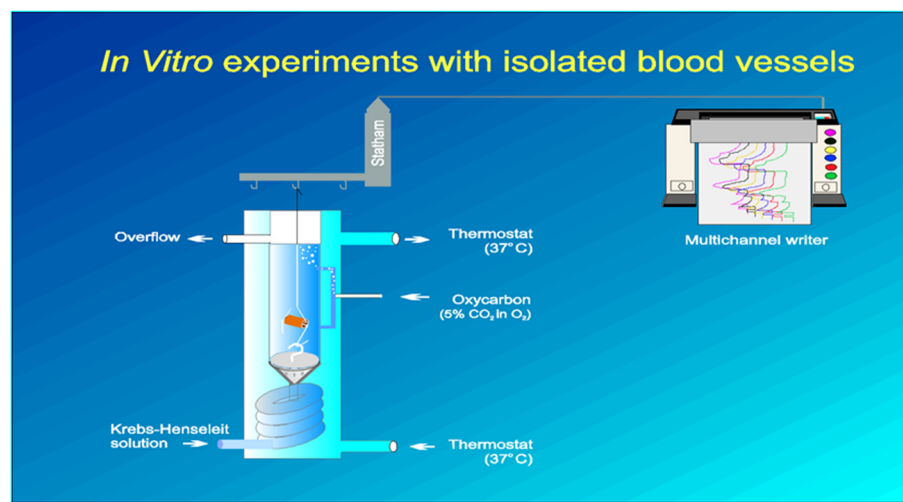 In Vitro experiments with isolated blood vessels
Statham
Overflow
Thermostat
(37°C)
Multichannel writer
Oxycarbon
(5% CO₂ In O₂)
Krebs-Henseleit
solution
Thermostat
(37°C)